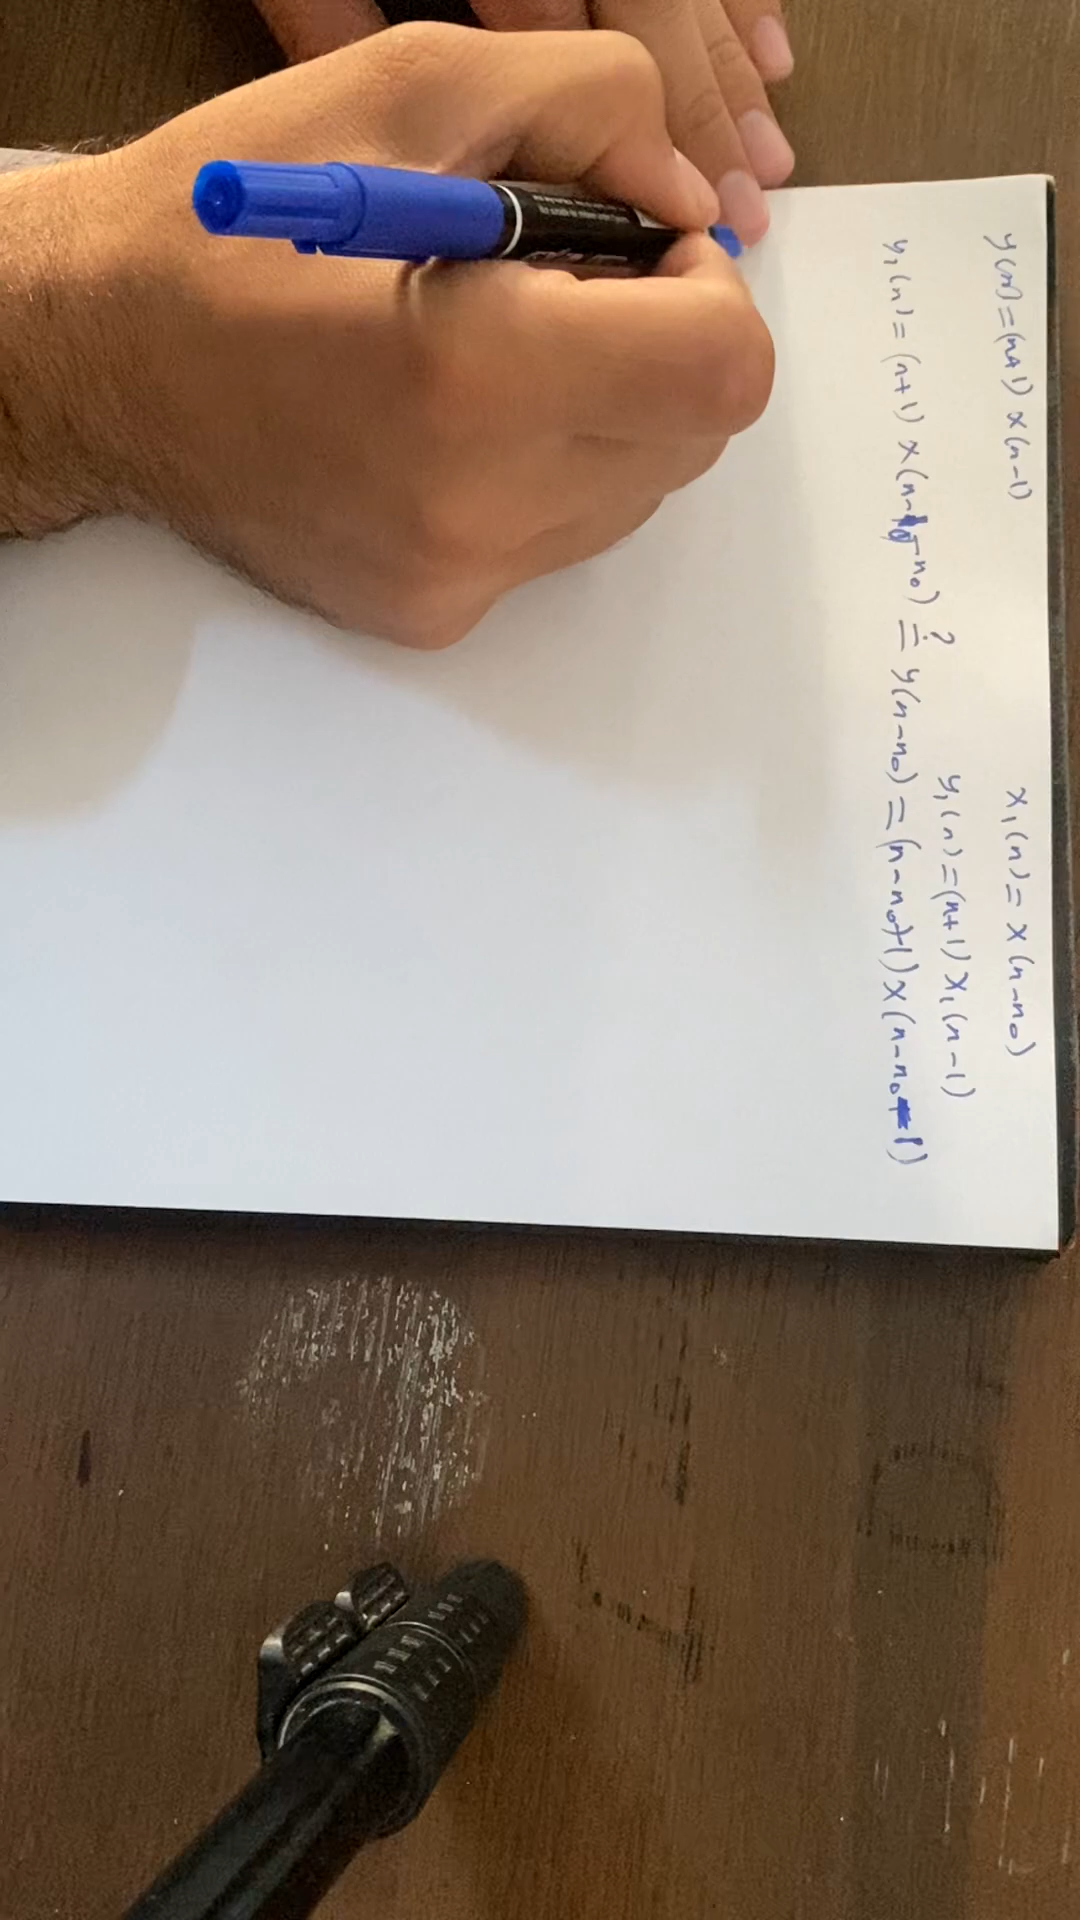 y(n)=(n+1) x(n-1)
x₁(n)= x(n-n₀)
y₁(n)=(n+1) x₁(n-1)
y₁(n)= (n+1) x(n-1-n₀) ?= y(n-n₀)=(n-n₀+1)x(n-n₀-1)